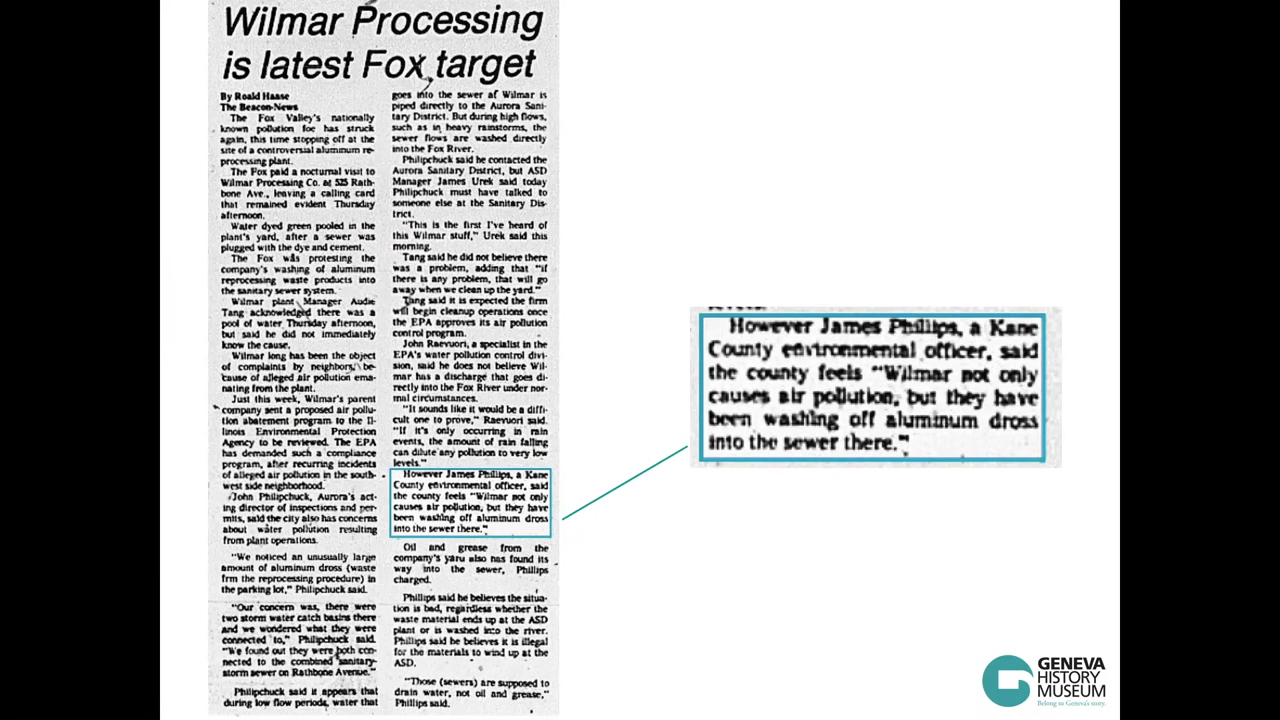 Wilmar Processing
is latest Fox target
By Roald Haase
The Beacon-News
The Fox Valley's nationally
known pollution foe has struck
again, this time stopping off at the
site of a controversial aluminum re-
processing plant.
The Fox paid a nocturnal visit to
Wilmar Processing Co. at 525 Rath-
bone Ave., leaving a calling card
that remained evident Thursday
afternoon.
Water dyed green pooled in the
plant's yard, after a sewer was
plugged with the dye and cement.
The Fox was protesting the
company's washing of aluminum
reprocessing waste products into
the sanitary sewer system.
Wilmar plant Manager Audie
Tang acknowledged there was a
pool of water Thursday afternoon,
but said he did not immediately
know the cause.
Wilmar long has been the object
of complaints by neighbors, be-
cause of alleged air pollution ema-
nating from the plant.
Just this week, Wilmar's parent
company sent a proposed air pollu-
tion abatement program to the Il-
linois Environmental Protection
Agency to be reviewed. The EPA
has demanded such a compliance
program, after recurring incidents
of alleged air pollution in the south-
west side neighborhood.
John Philipchuck, Aurora's act-
ing director of inspections and per-
mits, said the city also has concerns
about water pollution resulting
from plant operations.
"We noticed an unusually large
amount of aluminum dross (waste
frm the reprocessing procedure) in
the parking lot," Philipchuck said.
"Our concern was, there were
two storm water catch basins there
and we wondered what they were
connected to," Philipchuck said.
"We found out they were both con-
nected to the combined sanitary-
storm sewer on Rathbone Avenue."
Philipchuck said it appears that
during low flow periods, water that
goes into the sewer at Wilmar is
piped directly to the Aurora Sani-
tary District. But during high flows,
such as in heavy rainstorms, the
sewer flows are washed directly
into the Fox River.
Philipchuck said he contacted the
Aurora Sanitary District, but ASD
Manager James Urek said today
Philipchuck must have talked to
someone else at the Sanitary Dis-
trict.
"This is the first I've heard of
this Wilmar stuff," Urek said this
morning.
Tang said he did not believe there
was a problem, adding that "if
there is any problem, that will go
away when we clean up the yard."
Tang said it is expected the firm
will begin cleanup operations once
the EPA approves its air pollution
control program.
John Raevuori, a specialist in the
EPA's water pollution control divi-
sion, said he does not believe Wil-
mar has a discharge that goes di-
rectly into the Fox River under nor-
mal circumstances.
"It sounds like it would be a diffi-
cult one to prove," Raevuori said.
"If it's only occurring in rain
events, the amount of rain falling
can dilute any pollution to very low
levels."
However James Phillips, a Kane
County environmental officer, said
the county feels "Wilmar not only
causes air pollution, but they have
been washing off aluminum dross
into the sewer there."
Oil and grease from the
company's yaru also has found its
way into the sewer, Phillips
charged.
Phillips said he believes the situa-
tion is bad, regardless whether the
waste material ends up at the ASD
plant or is washed into the river.
Phillips said he believes it is illegal
for the materials to wind up at the
ASD.
"Those (sewers) are supposed to
drain water, not oil and grease,"
Phillips said.
However James Phillips, a Kane
County environmental officer, said
the county feels "Wilmar not only
causes air pollution, but they have
been washing off aluminum dross
into the sewer there."
GENEVA
HISTORY
MUSEUM
Belong to Geneva's story.